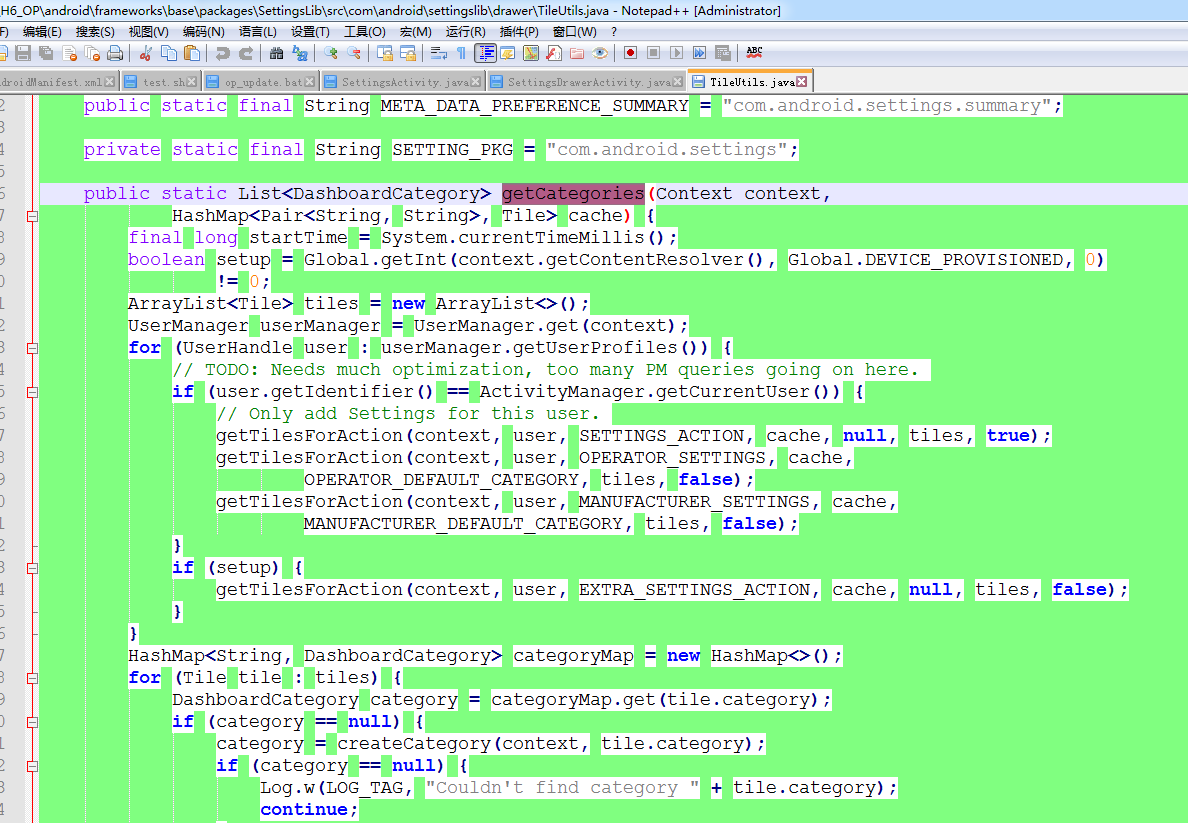 _H6_OP\android\frameworks\base\packages\SettingsLib\src\com\android\settingslib\drawer\TileUtils.java - Notepad++ [Administrator]
F) 编辑(E) 搜索(S) 视图(V) 编码(N) 语言(L) 设置(T) 工具(O) 宏(M) 运行(R) 插件(P) 窗口(W) ?
ABC
droidManifest.xml test.sh op_update.bat SettingsActivity.java SettingsDrawerActivity.java TileUtils.java
2 public static final String META_DATA_PREFERENCE_SUMMARY = "com.android.settings.summary";
3
4 private static final String SETTING_PKG = "com.android.settings";
5
6 public static List<DashboardCategory> getCategories(Context context,
7 HashMap<Pair<String, String>, Tile> cache) {
8 final long startTime = System.currentTimeMillis();
9 boolean setup = Global.getInt(context.getContentResolver(), Global.DEVICE_PROVISIONED, 0)
0 != 0;
1 ArrayList<Tile> tiles = new ArrayList<>();
2 UserManager userManager = UserManager.get(context);
3 for (UserHandle user : userManager.getUserProfiles()) {
4 // TODO: Needs much optimization, too many PM queries going on here.
5 if (user.getIdentifier() == ActivityManager.getCurrentUser()) {
6 // Only add Settings for this user.
7 getTilesForAction(context, user, SETTINGS_ACTION, cache, null, tiles, true);
8 getTilesForAction(context, user, OPERATOR_SETTINGS, cache,
9 OPERATOR_DEFAULT_CATEGORY, tiles, false);
0 getTilesForAction(context, user, MANUFACTURER_SETTINGS, cache,
1 MANUFACTURER_DEFAULT_CATEGORY, tiles, false);
2 }
3 if (setup) {
4 getTilesForAction(context, user, EXTRA_SETTINGS_ACTION, cache, null, tiles, false);
5 }
6 }
7 HashMap<String, DashboardCategory> categoryMap = new HashMap<>();
8 for (Tile tile : tiles) {
9 DashboardCategory category = categoryMap.get(tile.category);
0 if (category == null) {
1 category = createCategory(context, tile.category);
2 if (category == null) {
3 Log.w(LOG_TAG, "Couldn't find category " + tile.category);
4 continue;